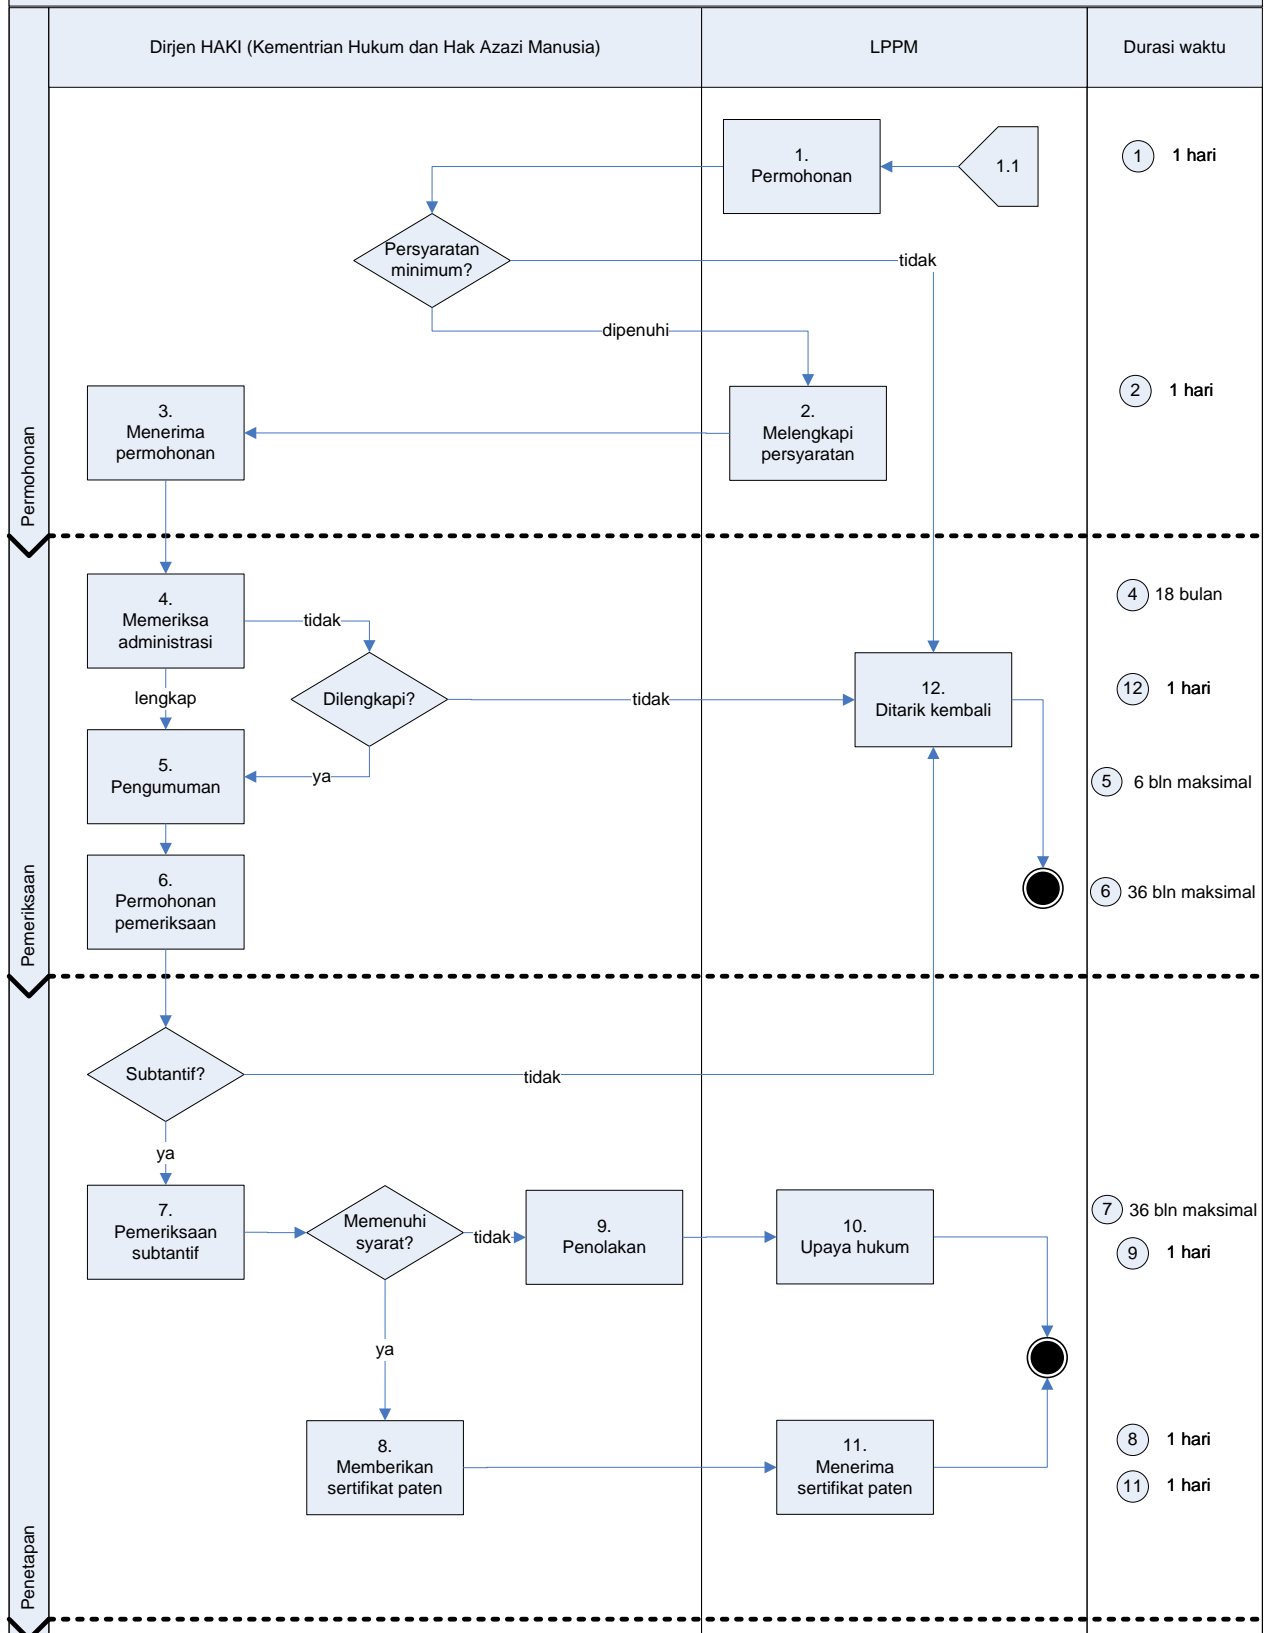 Dirjen HAKI (Kementrian Hukum dan Hak Azazi Manusia)
LPPM
Durasi waktu
Permohonan
1.
Permohonan
1.1
1 1 hari
Persyaratan
minimum?
tidak
dipenuhi
3.
Menerima
permohonan
2.
Melengkapi
persyaratan
2 1 hari
Pemeriksaan
4.
Memeriksa
administrasi
tidak
4 18 bulan
lengkap
Dilengkapi?
tidak
12.
Ditarik kembali
12 1 hari
5.
Pengumuman
ya
5 6 bln maksimal
6.
Permohonan
pemeriksaan
6 36 bln maksimal
Penetapan
Subtantif?
tidak
ya
7.
Pemeriksaan
subtantif
Memenuhi
syarat?
tidak
9.
Penolakan
10.
Upaya hukum
7 36 bln maksimal
9 1 hari
ya
8.
Memberikan
sertifikat paten
11.
Menerima
sertifikat paten
8 1 hari
11 1 hari